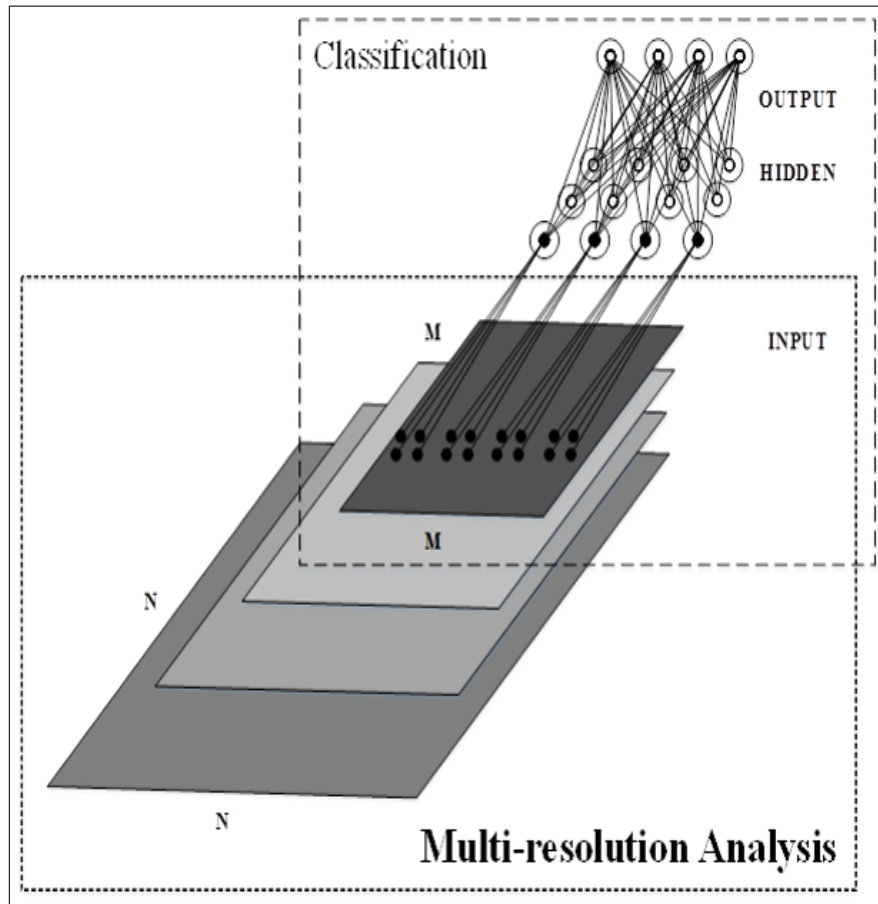 Classification
OUTPUT
HIDDEN
M
INPUT
M
N
N
Multi-resolution Analysis